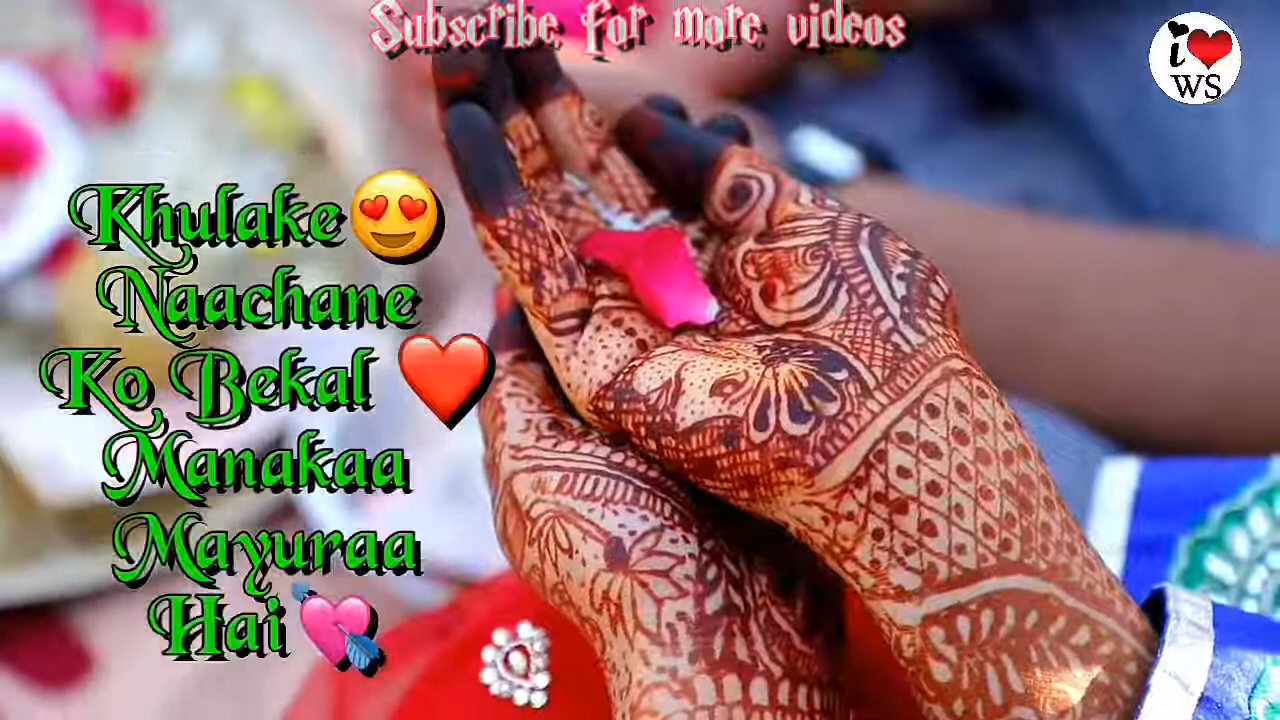 Subscribe for more videos
i❤
WS
Khulake😍
Naachane
Ko Bekal ❤️
Manakaa
Mayuraa
Hai💘